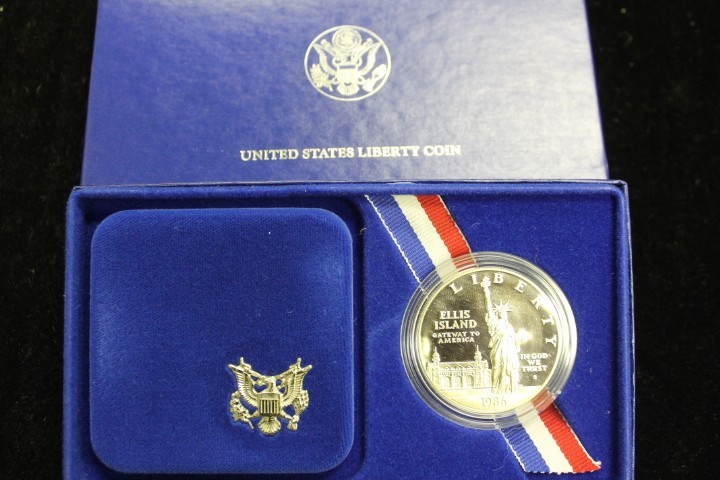 UNITED STATES LIBERTY COIN
LIBERTY
ELLIS
ISLAND
GATEWAY TO
AMERICA
IN GOD
WE
TRUST
S
1986